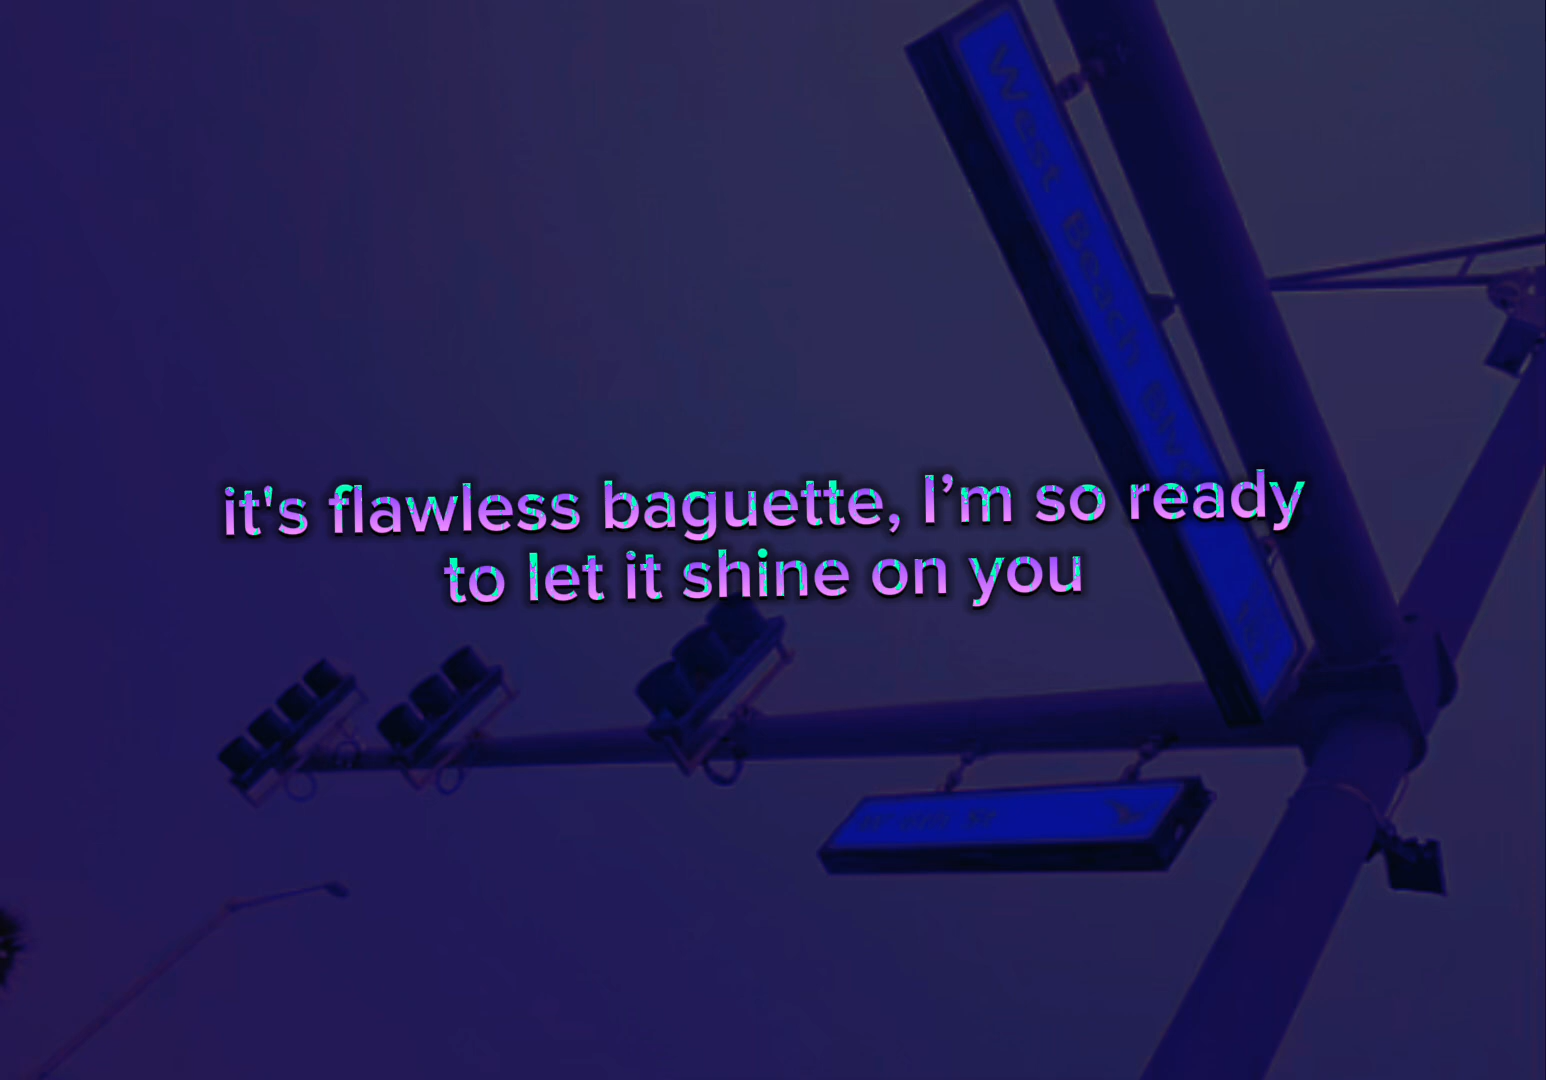 West Beach Blvd
it's flawless baguette, I’m so ready
to let it shine on you